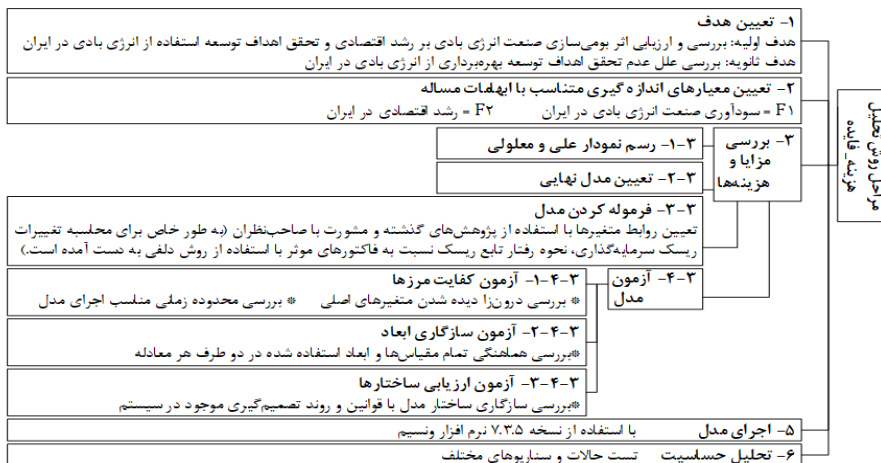 مراحل روش تحلیل
هزینه_فایده
۱- تعیین هدف
هدف اولیه: بررسی و ارزیابی اثر بومی‌سازی صنعت انرژی بادی بر رشد اقتصادی و تحقق اهداف توسعه استفاده از انرژی بادی در ایران
هدف ثانویه: بررسی علل عدم تحقق اهداف توسعه بهره‌برداری از انرژی بادی در ایران
۲- تعیین معیارهای اندازه‌گیری متناسب با ابهامات مساله
F۱ = سودآوری صنعت انرژی بادی در ایران F۲ = رشد اقتصادی در ایران
۳- بررسی
مزایا و
هزینه‌ها
۳-۱- رسم نمودار علی و معلولی
۳-۲- تعیین مدل نهایی
۳-۳- فرموله کردن مدل
تعیین روابط متغیرها با استفاده از پژوهش‌های گذشته و مشورت با صاحب‌نظران (به طور خاص برای محاسبه تغییرات
ریسک سرمایه‌گذاری، نحوه رفتار تابع ریسک نسبت به فاکتورهای موثر با استفاده از روش دلفی به دست آمده است.)
۳-۴- آزمون
مدل
۳-۴-۱- آزمون کفایت مرزها
* بررسی درون‌زا دیده شدن متغیرهای اصلی * بررسی محدوده زمانی مناسب اجرای مدل
۳-۴-۲- آزمون سازگاری ابعاد
*بررسی هماهنگی تمام مقیاس‌ها و ابعاد استفاده شده در دو طرف هر معادله
۳-۴-۳- آزمون ارزیابی ساختارها
*بررسی سازگاری ساختار مدل با قوانین و روند تصمیم‌گیری موجود در سیستم
۵- اجرای مدل با استفاده از نسخه ۷.۳.۵ نرم افزار ونسیم
۶- تحلیل حساسیت تست حالات و سناریوهای مختلف